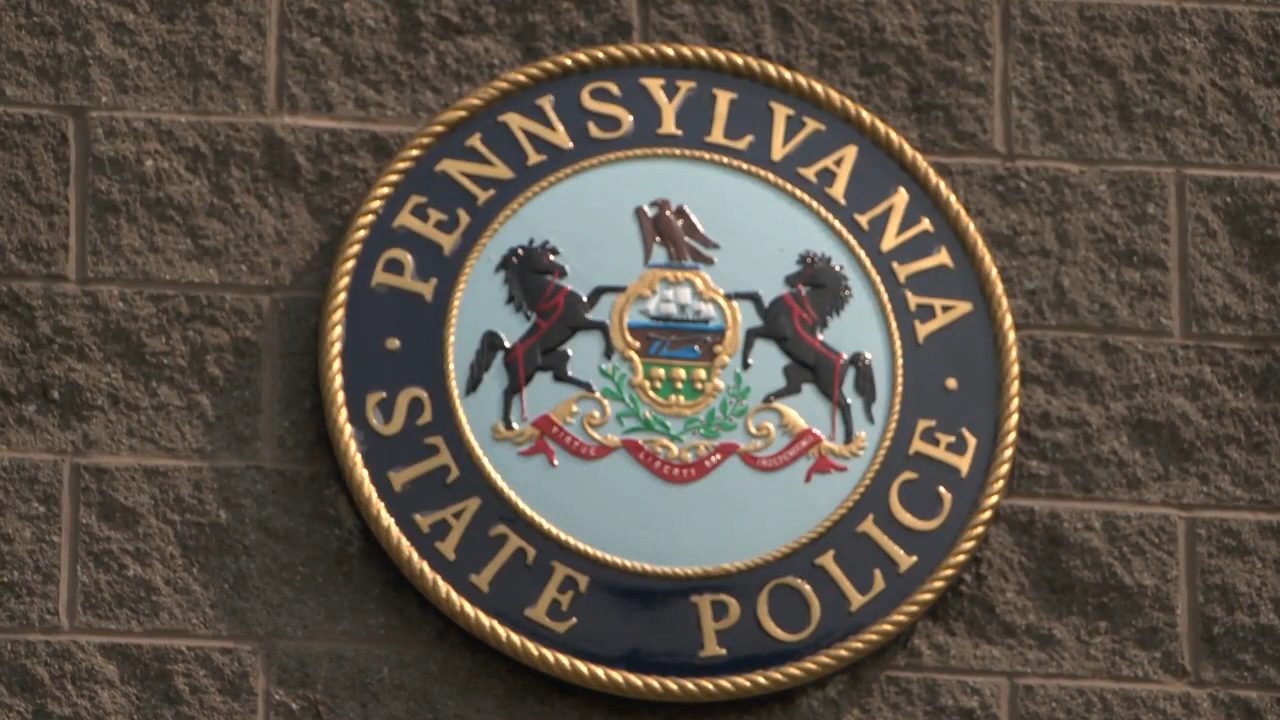 · PENNSYLVANIA ·
STATE POLICE
VIRTUE
LIBERTY AND
INDEPENDENCE